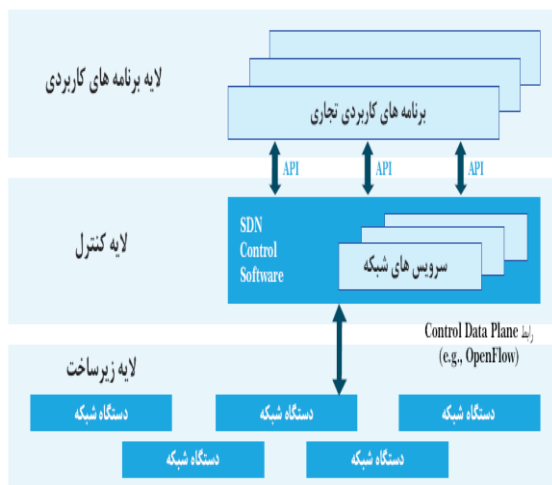 لایه برنامه های کاربردی
برنامه های کاربردی تجاری
API
API
API
لایه کنترل
SDN
Control
Software
سرویس های شبکه
رابط Control Data Plane
(e.g., OpenFlow)
لایه زیرساخت
دستگاه شبکه
دستگاه شبکه
دستگاه شبکه
دستگاه شبکه
دستگاه شبکه